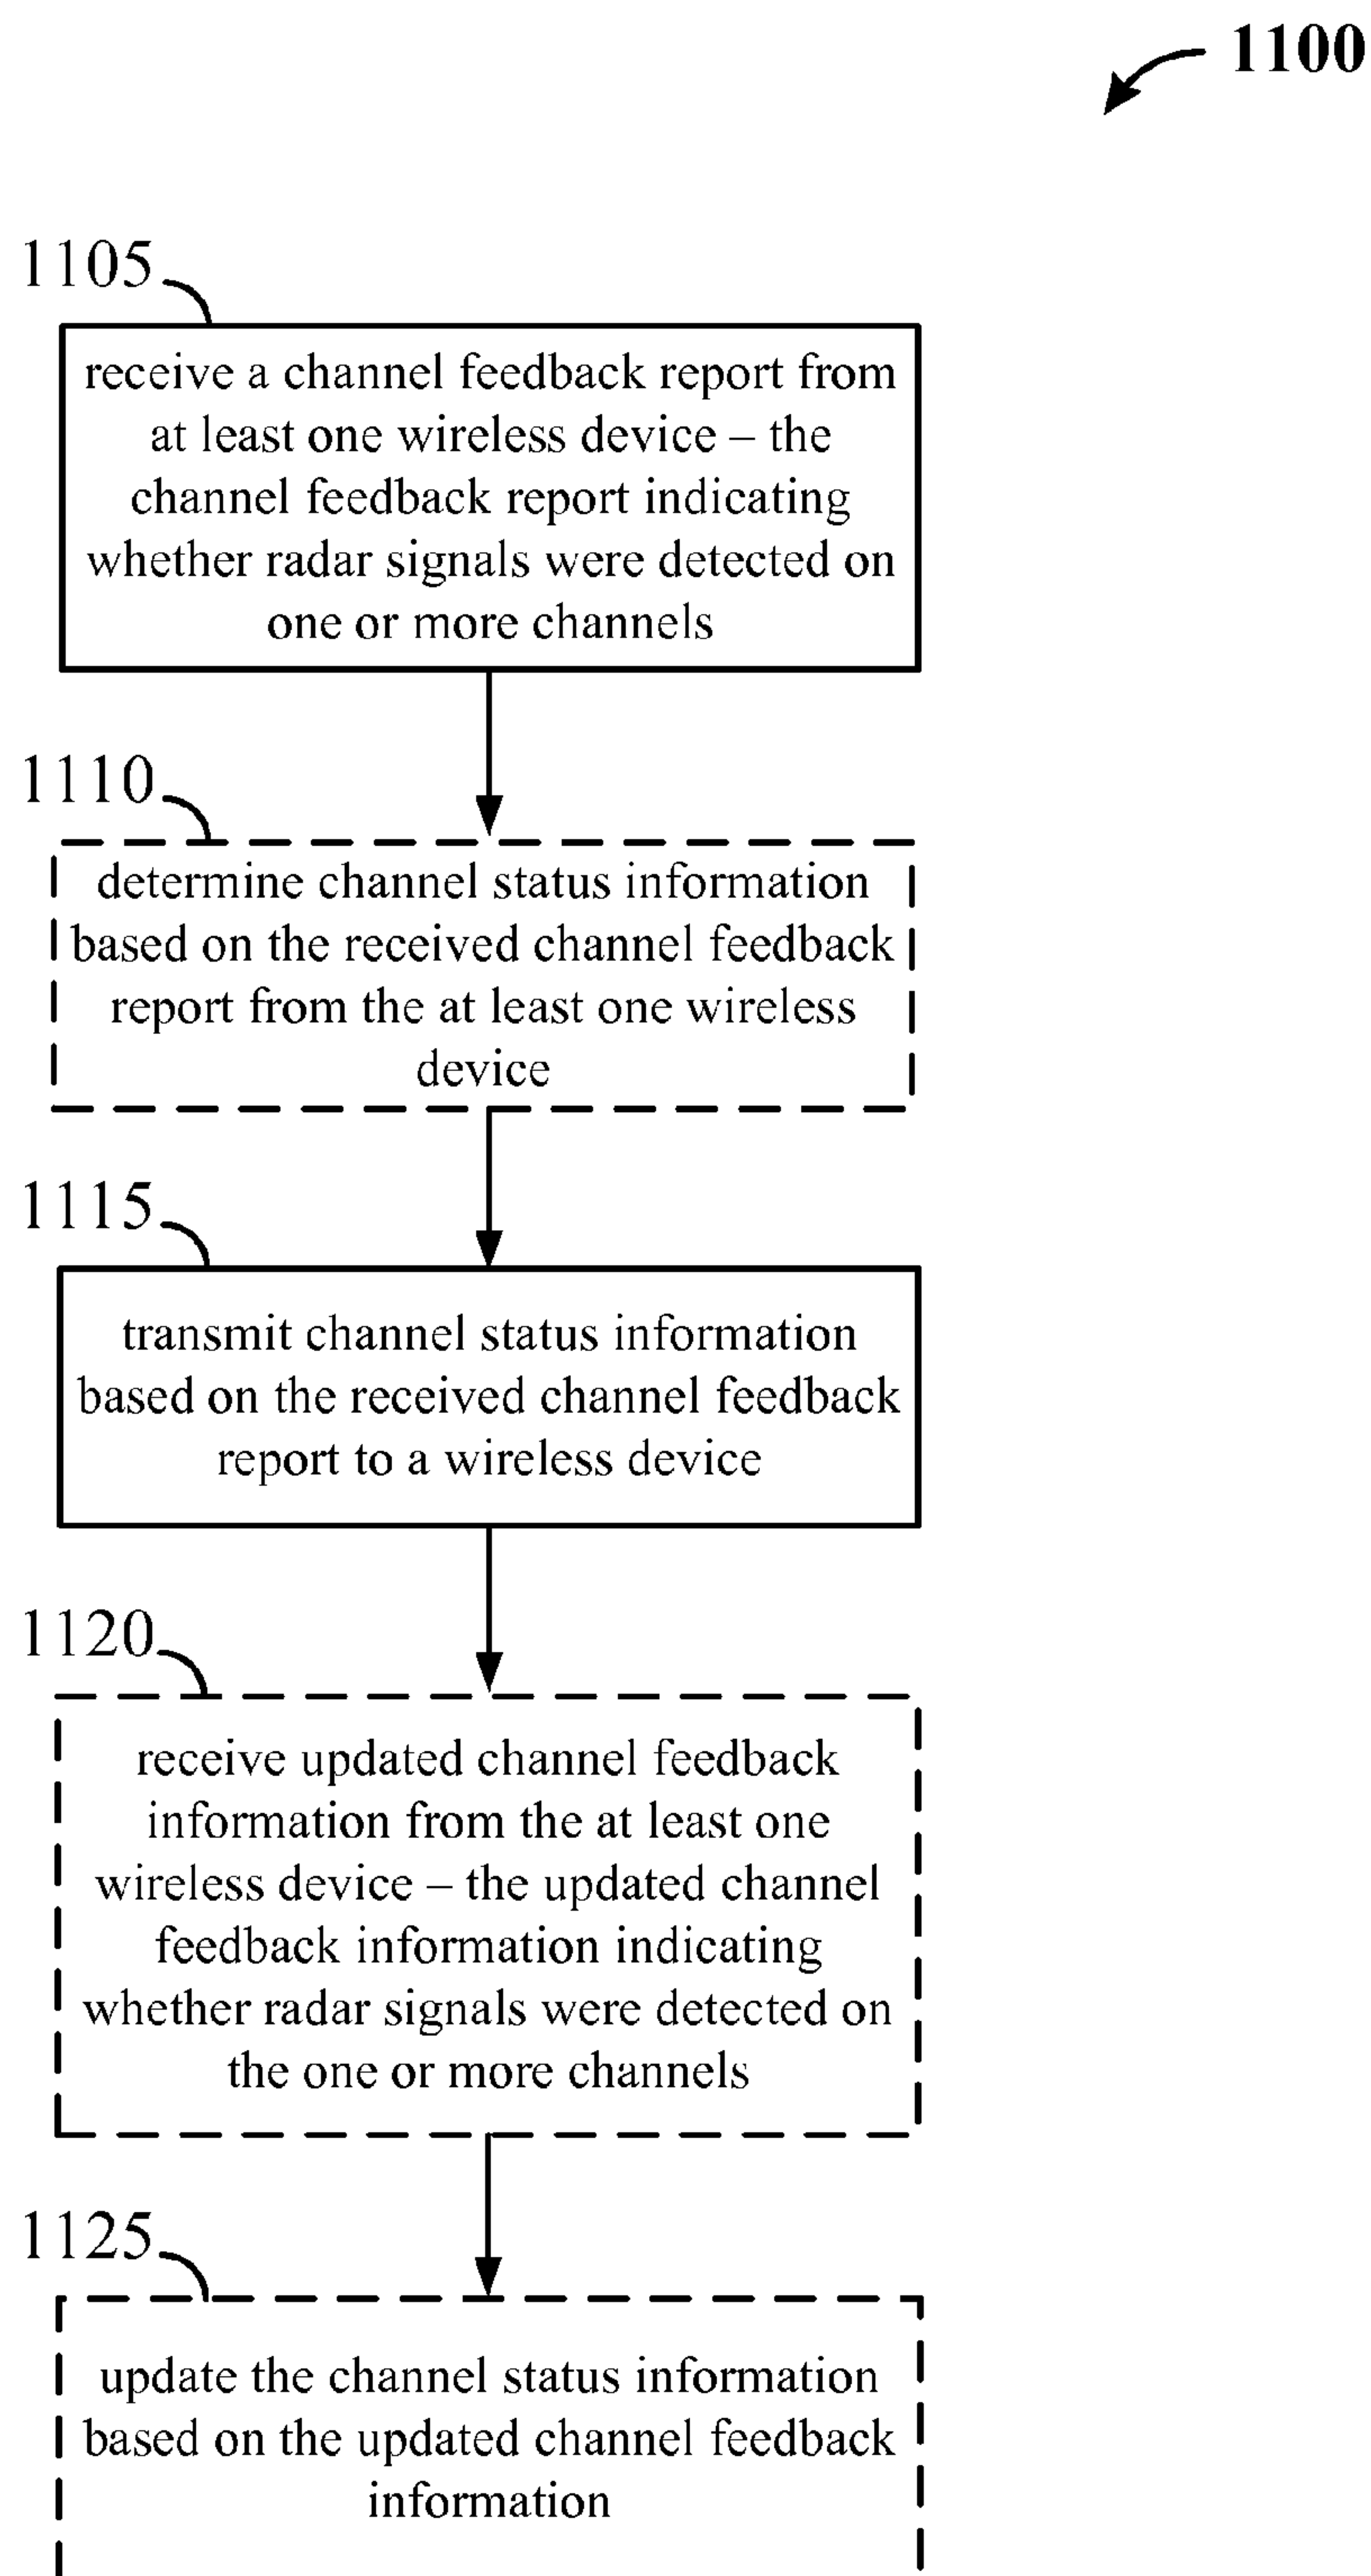 1100
1105
receive a channel feedback report from
at least one wireless device – the
channel feedback report indicating
whether radar signals were detected on
one or more channels
1110
determine channel status information
based on the received channel feedback
report from the at least one wireless
device
1115
transmit channel status information
based on the received channel feedback
report to a wireless device
1120
receive updated channel feedback
information from the at least one
wireless device – the updated channel
feedback information indicating
whether radar signals were detected on
the one or more channels
1125
update the channel status information
based on the updated channel feedback
information